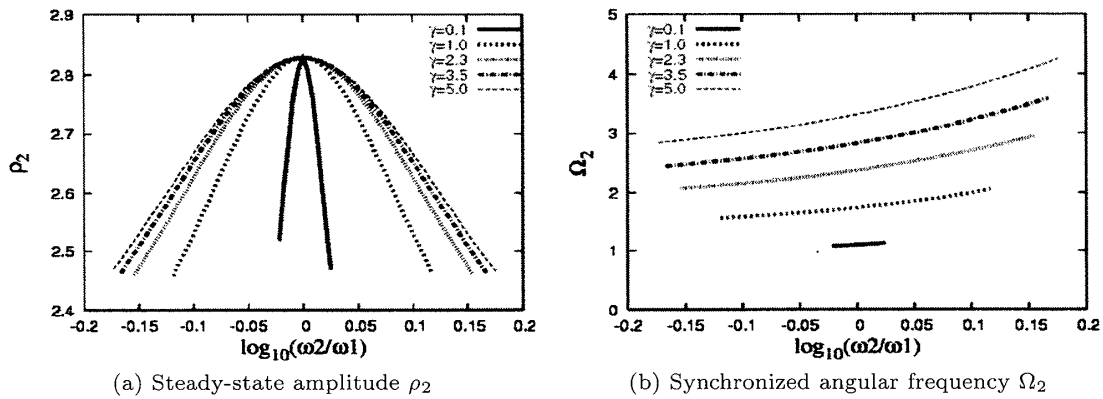 2.9
2.8
2.7
2.6
2.5
2.4
ρ₂
-0.2 -0.15 -0.1 -0.05 0 0.05 0.1 0.15 0.2
log₁₀(ω2/ω1)
γ=0.1
γ=1.0
γ=2.3
γ=3.5
γ=5.0
(a) Steady-state amplitude ρ₂
6
5
4
3
2
1
0
Ω₂
-0.2 -0.15 -0.1 -0.05 0 0.05 0.1 0.15 0.2
log₁₀(ω2/ω1)
γ=0.1
γ=1.0
γ=2.3
γ=3.5
γ=5.0
(b) Synchronized angular frequency Ω₂